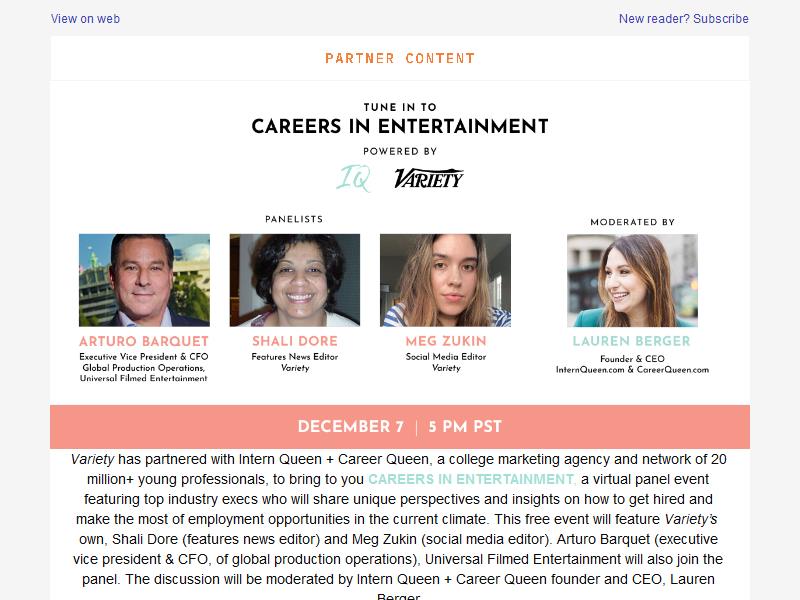 View on web
New reader? Subscribe
PARTNER CONTENT
TUNE IN TO
CAREERS IN ENTERTAINMENT
POWERED BY
IQ VARIETY
PANELISTS
MODERATED BY
ARTURO BARQUET
Executive Vice President & CFO
Global Production Operations,
Universal Filmed Entertainment
SHALI DORE
Features News Editor
Variety
MEG ZUKIN
Social Media Editor
Variety
LAUREN BERGER
Founder & CEO
InternQueen.com & CareerQueen.com
DECEMBER 7 | 5 PM PST
Variety has partnered with Intern Queen + Career Queen, a college marketing agency and network of 20
million+ young professionals, to bring to you CAREERS IN ENTERTAINMENT, a virtual panel event
featuring top industry execs who will share unique perspectives and insights on how to get hired and
make the most of employment opportunities in the current climate. This free event will feature Variety's
own, Shali Dore (features news editor) and Meg Zukin (social media editor). Arturo Barquet (executive
vice president & CFO, of global production operations), Universal Filmed Entertainment will also join the
panel. The discussion will be moderated by Intern Queen + Career Queen founder and CEO, Lauren
Berger